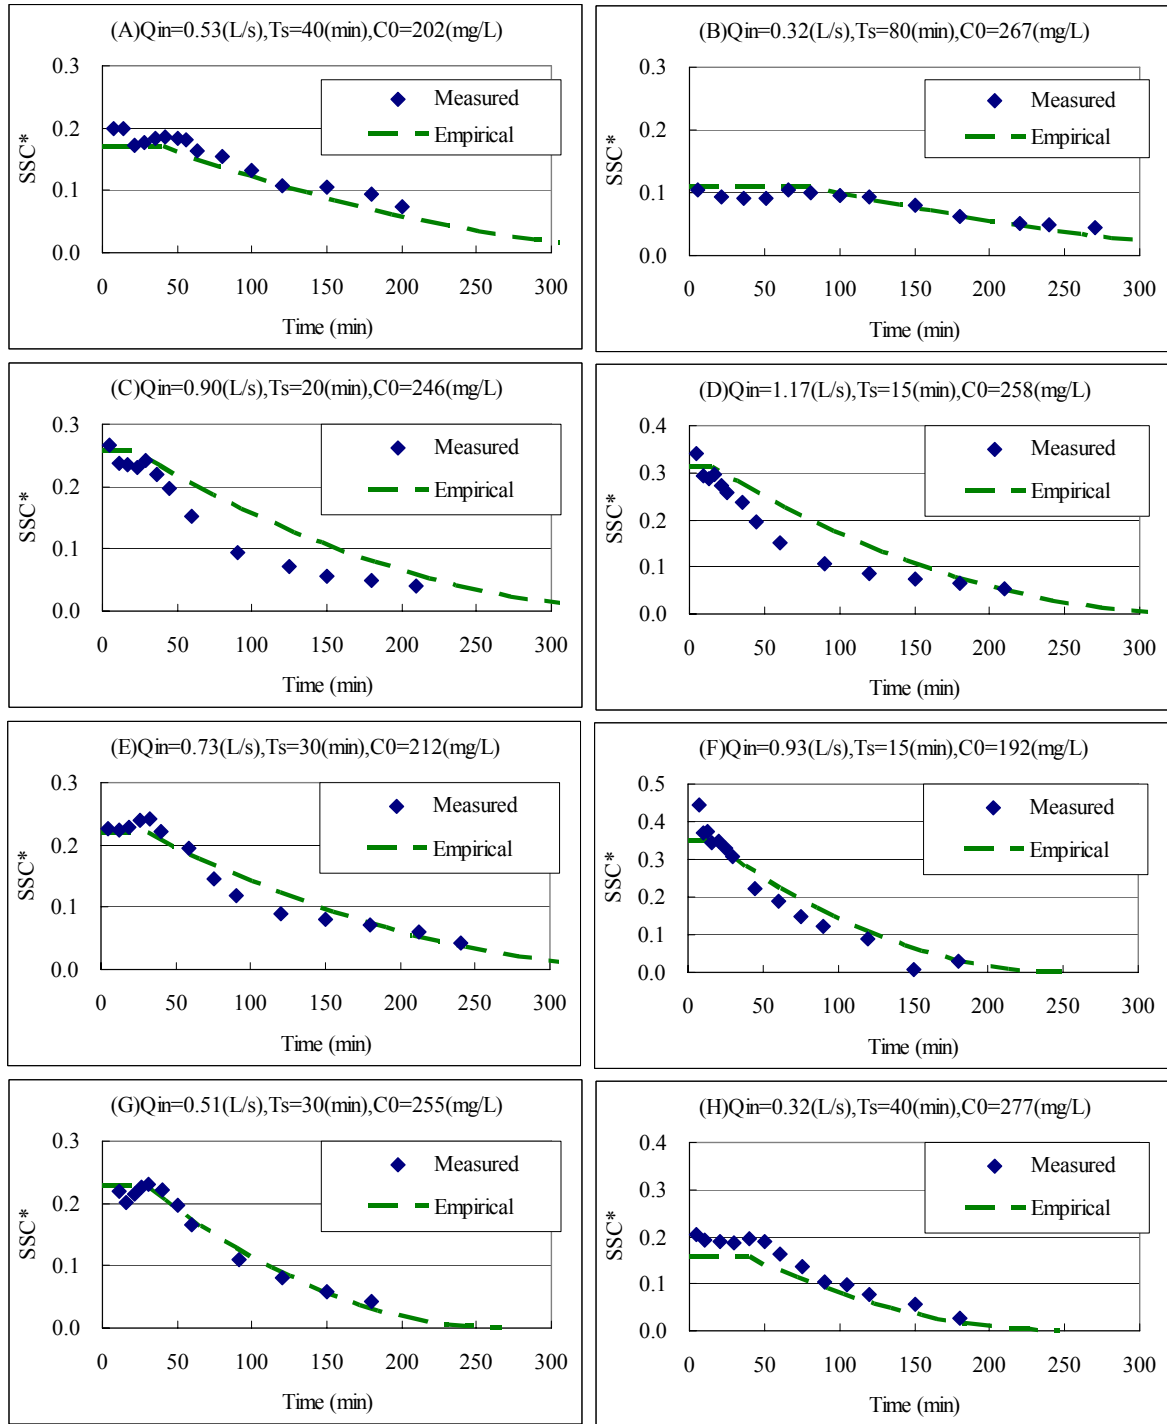 (A)Qin=0.53(L/s),Ts=40(min),C0=202(mg/L)
0.3
0.2
0.1
0.0
SSC*
Measured
Empirical
0 50 100 150 200 250 300
Time (min)
(B)Qin=0.32(L/s),Ts=80(min),C0=267(mg/L)
0.3
0.2
0.1
0.0
SSC*
Measured
Empirical
0 50 100 150 200 250 300
Time (min)
(C)Qin=0.90(L/s),Ts=20(min),C0=246(mg/L)
0.3
0.2
0.1
0.0
SSC*
Measured
Empirical
0 50 100 150 200 250 300
Time (min)
(D)Qin=1.17(L/s),Ts=15(min),C0=258(mg/L)
0.4
0.3
0.2
0.1
0.0
SSC*
Measured
Empirical
0 50 100 150 200 250 300
Time (min)
(E)Qin=0.73(L/s),Ts=30(min),C0=212(mg/L)
0.3
0.2
0.1
0.0
SSC*
Measured
Empirical
0 50 100 150 200 250 300
Time (min)
(F)Qin=0.93(L/s),Ts=15(min),C0=192(mg/L)
0.5
0.4
0.3
0.2
0.1
0.0
SSC*
Measured
Empirical
0 50 100 150 200 250 300
Time (min)
(G)Qin=0.51(L/s),Ts=30(min),C0=255(mg/L)
0.3
0.2
0.1
0.0
SSC*
Measured
Empirical
0 50 100 150 200 250 300
Time (min)
(H)Qin=0.32(L/s),Ts=40(min),C0=277(mg/L)
0.4
0.3
0.2
0.1
0.0
SSC*
Measured
Empirical
0 50 100 150 200 250 300
Time (min)